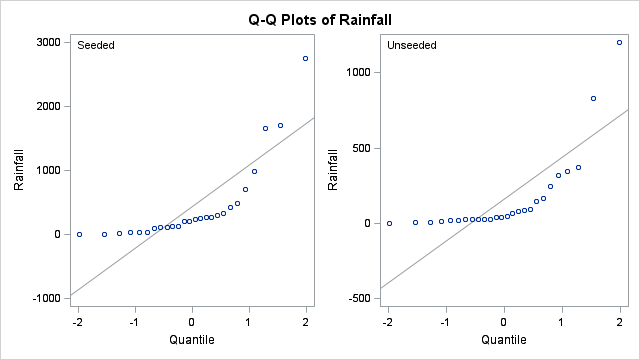 Q-Q Plots of Rainfall
Seeded
Rainfall
3000
2000
1000
0
-1000
-2 -1 0 1 2
Quantile
Unseeded
Rainfall
1000
500
0
-500
-2 -1 0 1 2
Quantile